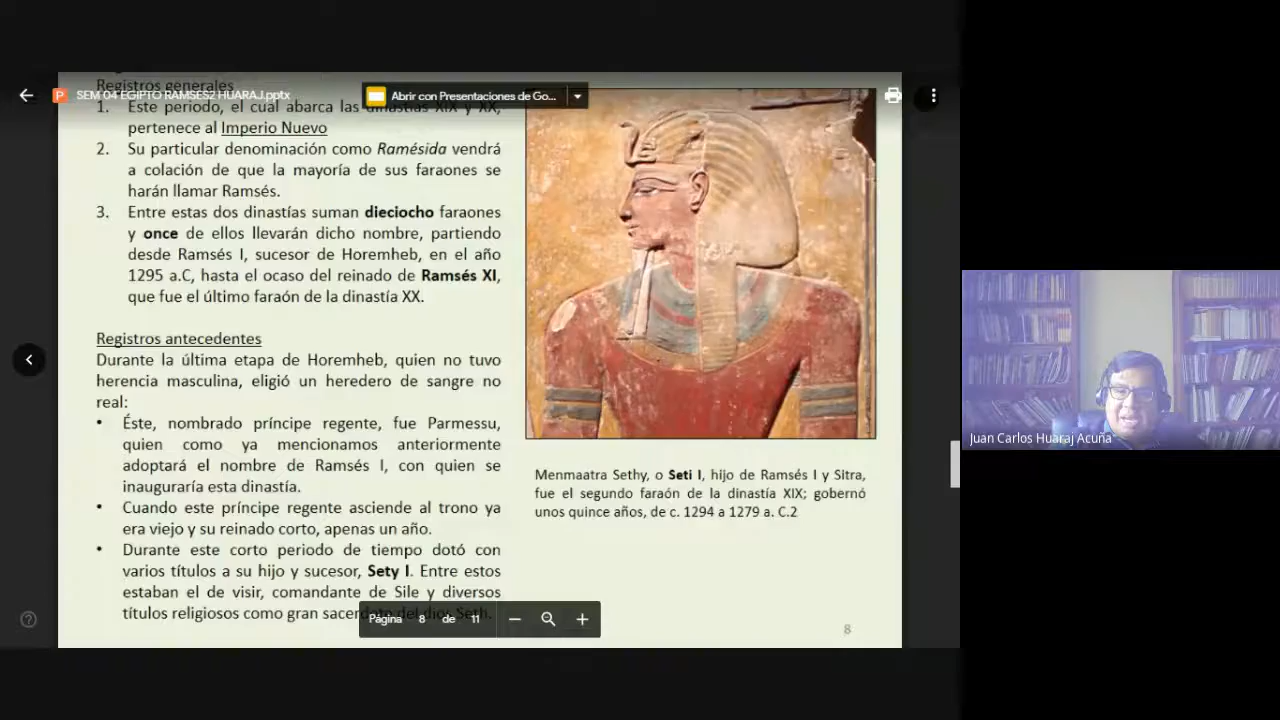 Registros generales
SEM 04 EGIPTO RAMSES2 HUARAJ.pptx
Abrir con Presentaciones de Go...
1. Este periodo, el cual abarca las dinastías XIX y XX,
pertenece al Imperio Nuevo
2. Su particular denominación como Ramésida vendrá
a colación de que la mayoría de sus faraones se
harán llamar Ramsés.
3. Entre estas dos dinastías suman dieciocho faraones
y once de ellos llevarán dicho nombre, partiendo
desde Ramsés I, sucesor de Horemheb, en el año
1295 a.C, hasta el ocaso del reinado de Ramsés XI,
que fue el último faraón de la dinastía XX.
Registros antecedentes
Durante la última etapa de Horemheb, quien no tuvo
herencia masculina, eligió un heredero de sangre no
real:
• Éste, nombrado príncipe regente, fue Parmessu,
quien como ya mencionamos anteriormente
adoptará el nombre de Ramsés I, con quien se
inauguraría esta dinastía.
• Cuando este príncipe regente asciende al trono ya
era viejo y su reinado corto, apenas un año.
• Durante este corto periodo de tiempo dotó con
varios títulos a su hijo y sucesor, Sety I. Entre estos
estaban el de visir, comandante de Sile y diversos
títulos religiosos como gran sacerdote del dios Seth.
Menmaatra Sethy, o Seti I, hijo de Ramsés I y Sitra,
fue el segundo faraón de la dinastía XIX; gobernó
unos quince años, de c. 1294 a 1279 a. C.2
Página 8 de 11
8
Juan Carlos Huaraj Acuña